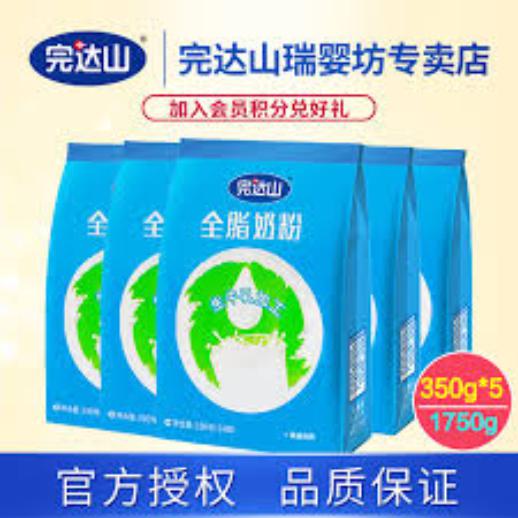 完达山 完达山瑞婴坊专卖店
加入会员积分兑好礼
完达山
全脂奶粉
全
全
350g*5
1750g
官方授权 品质保证